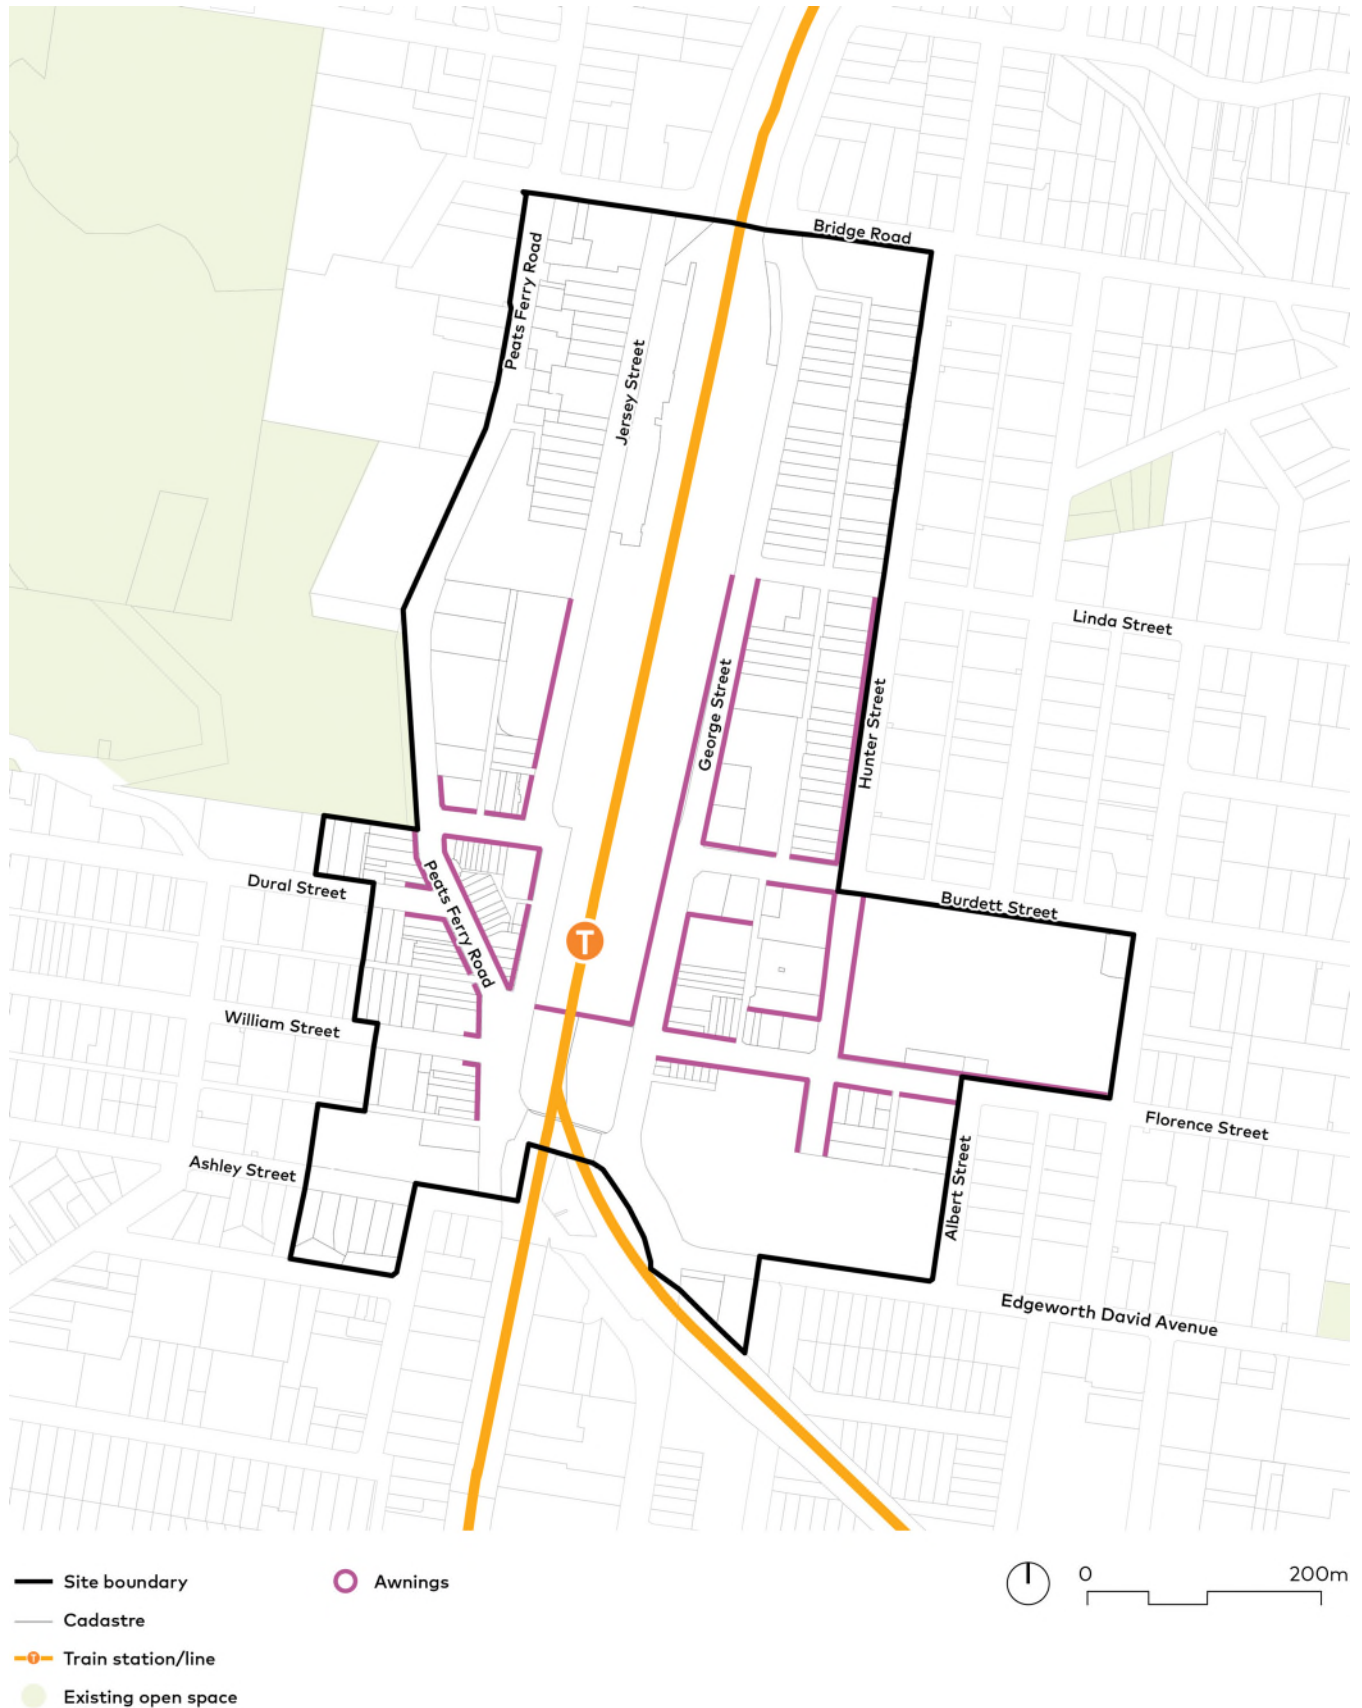 Bridge Road
Peats Ferry Road
Jersey Street
Linda Street
George Street
Hunter Street
Dural Street
Peats Ferry Road
Burdett Street
T
William Street
Florence Street
Ashley Street
Albert Street
Edgeworth David Avenue
Site boundary
Awnings
0
200m
Cadastre
T
Train station/line
Existing open space